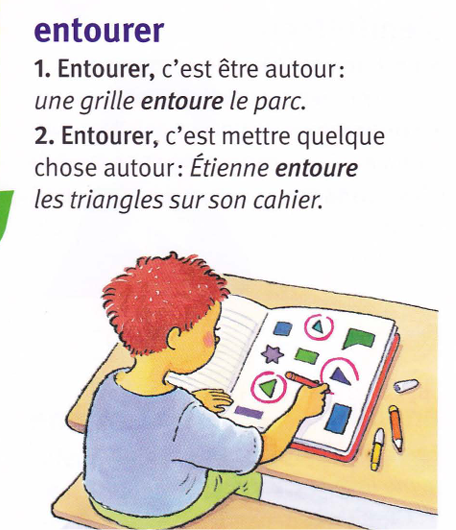 entourer
1. Entourer, c'est être autour :
une grille entoure le parc.
2. Entourer, c'est mettre quelque
chose autour : Étienne entoure
les triangles sur son cahier.